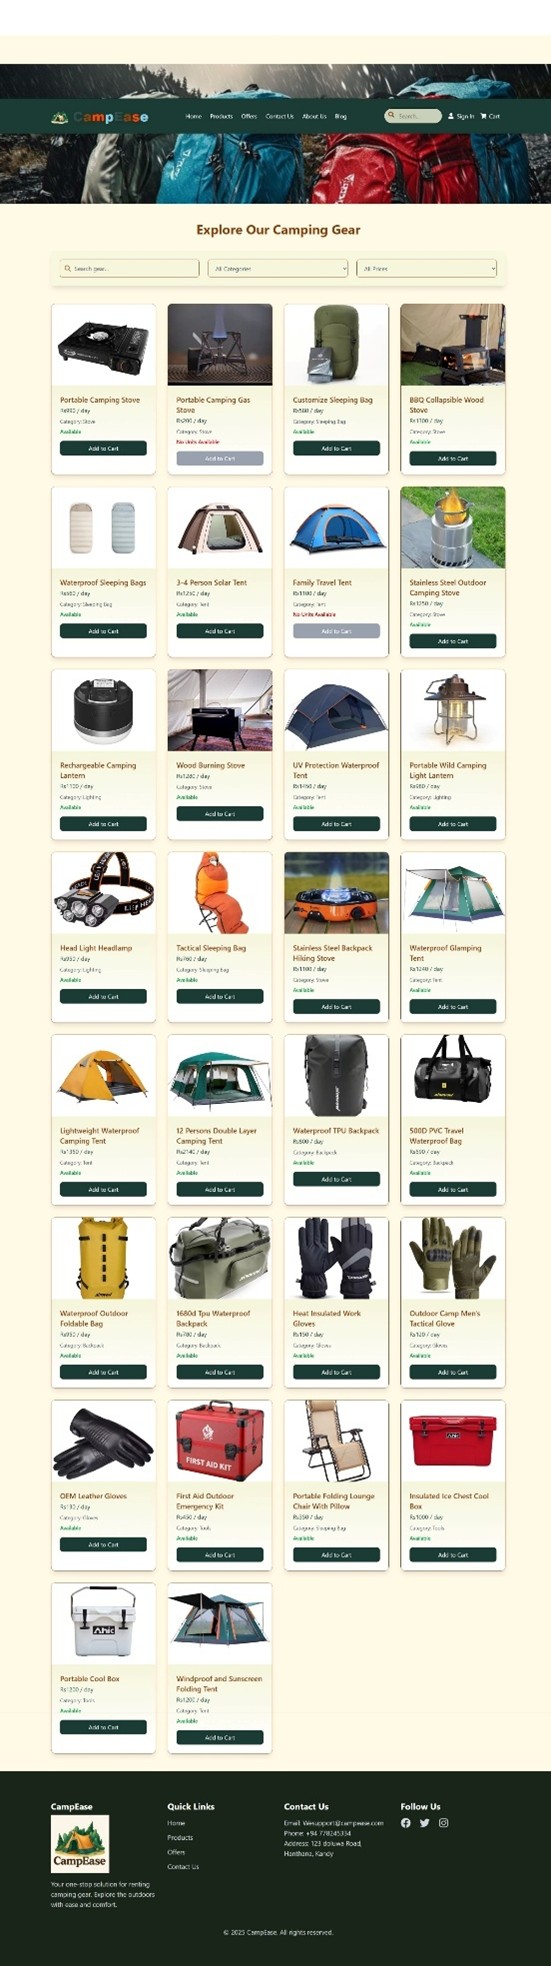 CampEase
Home Products Offers Contact Us About Us Blog
Search...
Sign In Cart
Explore Our Camping Gear
Search gear...
All Categories
All Prices
Portable Camping Stove
/ day
Category: Stove
Available
Add to Cart
Portable Camping Gas
Stove
/ day
Category: Stove
No Units Available
Add to Cart
Customize Sleeping Bag
/ day
Category: Sleeping Bag
Available
Add to Cart
BBQ Collapsible Wood
Stove
/ day
Category: Stove
Available
Add to Cart
Waterproof Sleeping Bags
/ day
Category: Sleeping Bag
Available
Add to Cart
3-4 Person Solar Tent
Rs1250 / day
Category: Tent
Available
Add to Cart
Family Travel Tent
/ day
Category: Tent
No Units Available
Add to Cart
Stainless Steel Outdoor
Camping Stove
Rs1250 / day
Category: Stove
Available
Add to Cart
Rechargeable Camping
Lantern
/ day
Category: Lighting
Available
Add to Cart
Wood Burning Stove
/ day
Category: Stove
Available
Add to Cart
UV Protection Waterproof
Tent
Rs1450 / day
Category: Tent
Available
Add to Cart
Portable Wild Camping
Light Lantern
/ day
Category: Lighting
Available
Add to Cart
Head Light Headlamp
/ day
Category: Lighting
Available
Add to Cart
Tactical Sleeping Bag
/ day
Category: Sleeping Bag
Available
Add to Cart
Stainless Steel Backpack
Hiking Stove
/ day
Category: Stove
Available
Add to Cart
Waterproof Glamping
Tent
Rs1240 / day
Category: Tent
Available
Add to Cart
Lightweight Waterproof
Camping Tent
/ day
Category: Tent
Available
Add to Cart
12 Persons Double Layer
Camping Tent
Rs2140 / day
Category: Tent
Available
Add to Cart
Waterproof TPU Backpack
/ day
Category: Backpack
Available
Add to Cart
500D PVC Travel
Waterproof Bag
/ day
Category: Backpack
Available
Add to Cart
Waterproof Outdoor
Foldable Bag
/ day
Category: Backpack
Available
Add to Cart
1680d Tpu Waterproof
Backpack
/ day
Category: Backpack
Available
Add to Cart
Heat Insulated Work
Gloves
Rs150 / day
Category: Gloves
Available
Add to Cart
Outdoor Camp Men's
Tactical Glove
Rs120 / day
Category: Gloves
Available
Add to Cart
OEM Leather Gloves
/ day
Category: Gloves
Available
Add to Cart
FIRST AID KIT
First Aid Outdoor
Emergency Kit
/ day
Category: Tools
Available
Add to Cart
Portable Folding Lounge
Chair With Pillow
/ day
Category: Sleeping Bag
Available
Add to Cart
Insulated Ice Chest Cool
Box
Rs1000 / day
Category: Tools
Available
Add to Cart
Portable Cool Box
Rs1200 / day
Category: Tools
Available
Add to Cart
Windproof and Sunscreen
Folding Tent
Rs1200 / day
Category: Tent
Available
Add to Cart
CampEase
CampEase
Your one-stop solution for renting
camping gear. Explore the outdoors
with ease and comfort.
Quick Links
Home
Products
Offers
Contact Us
Contact Us
Email: Wesupport@campease.com
Phone: +94 778245334
Address: 123 doluwa Road,
Hanthana, Kandy
Follow Us
© 2025 CampEase. All rights reserved.